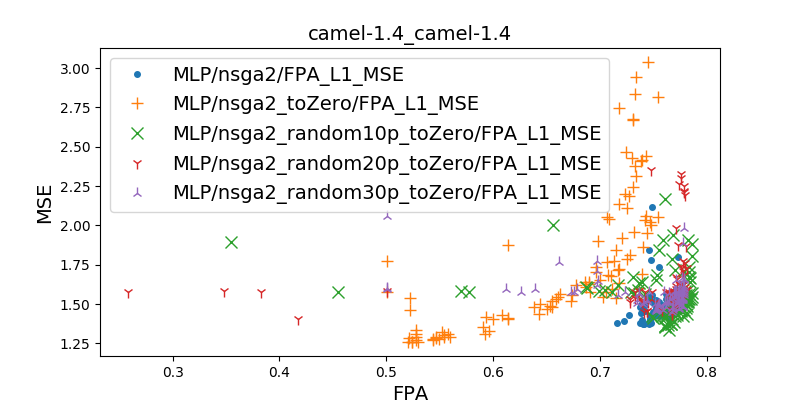 camel-1.4_camel-1.4
MLP/nsga2/FPA_L1_MSE
MLP/nsga2_toZero/FPA_L1_MSE
MLP/nsga2_random10p_toZero/FPA_L1_MSE
MLP/nsga2_random20p_toZero/FPA_L1_MSE
MLP/nsga2_random30p_toZero/FPA_L1_MSE
MSE
3.00
2.75
2.50
2.25
2.00
1.75
1.50
1.25
0.3 0.4 0.5 0.6 0.7 0.8
FPA